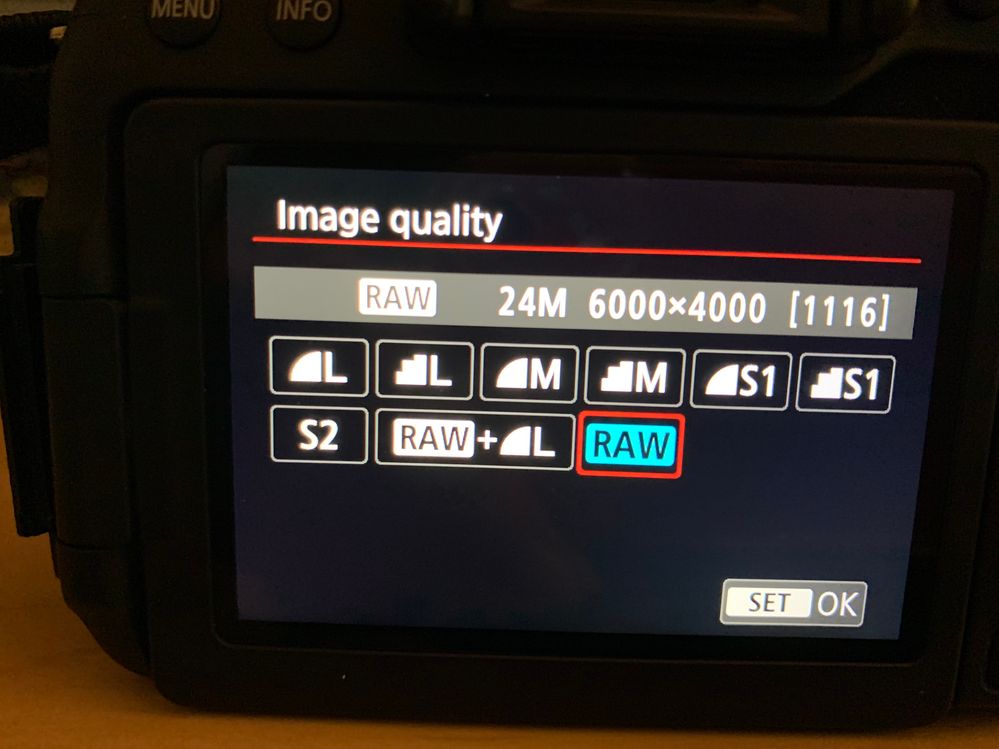 MENU INFO
Image quality
RAW 24M 6000×4000 [1116]
L L M M S1 S1
S2 RAW+L RAW
SET OK